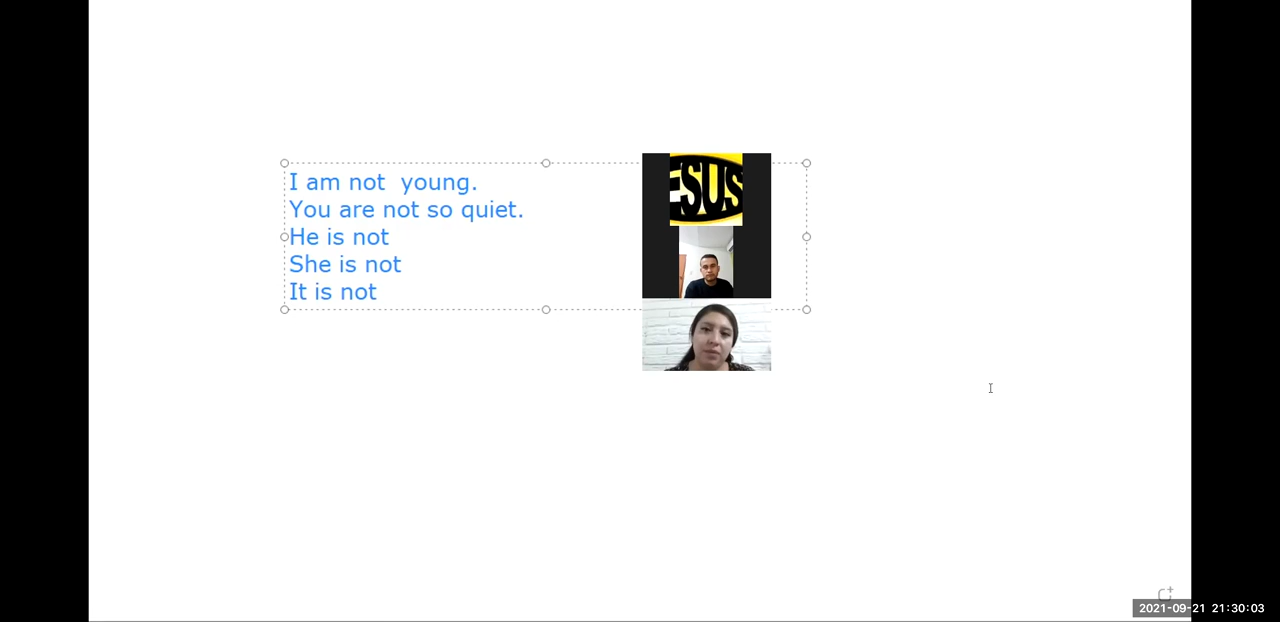 I am not  young.
You are not so quiet.
He is not
She is not
It is not
ESUS
2021-09-21 21:30:03